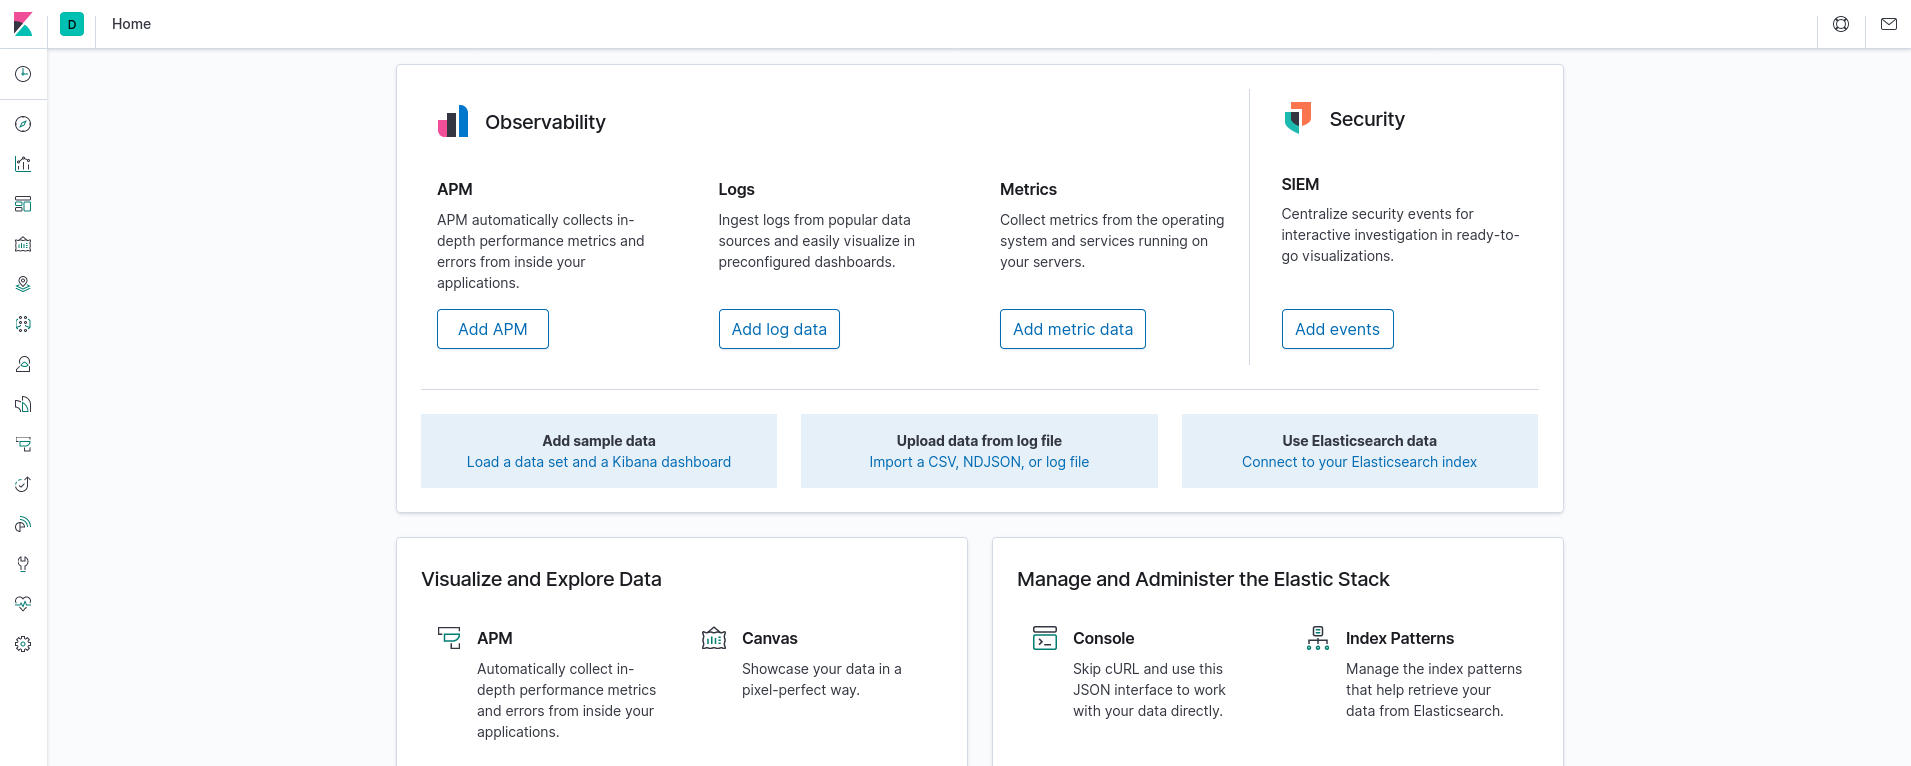 D
Home
Observability
Security
APM
APM automatically collects in-
depth performance metrics and
errors from inside your
applications.
Add APM
Logs
Ingest logs from popular data
sources and easily visualize in
preconfigured dashboards.
Add log data
Metrics
Collect metrics from the operating
system and services running on
your servers.
Add metric data
SIEM
Centralize security events for
interactive investigation in ready-to-
go visualizations.
Add events
Add sample data
Load a data set and a Kibana dashboard
Upload data from log file
Import a CSV, NDJSON, or log file
Use Elasticsearch data
Connect to your Elasticsearch index
Visualize and Explore Data
APM
Automatically collect in-
depth performance metrics
and errors from inside your
applications.
Canvas
Showcase your data in a
pixel-perfect way.
Manage and Administer the Elastic Stack
Console
Skip cURL and use this
JSON interface to work
with your data directly.
Index Patterns
Manage the index patterns
that help retrieve your
data from Elasticsearch.